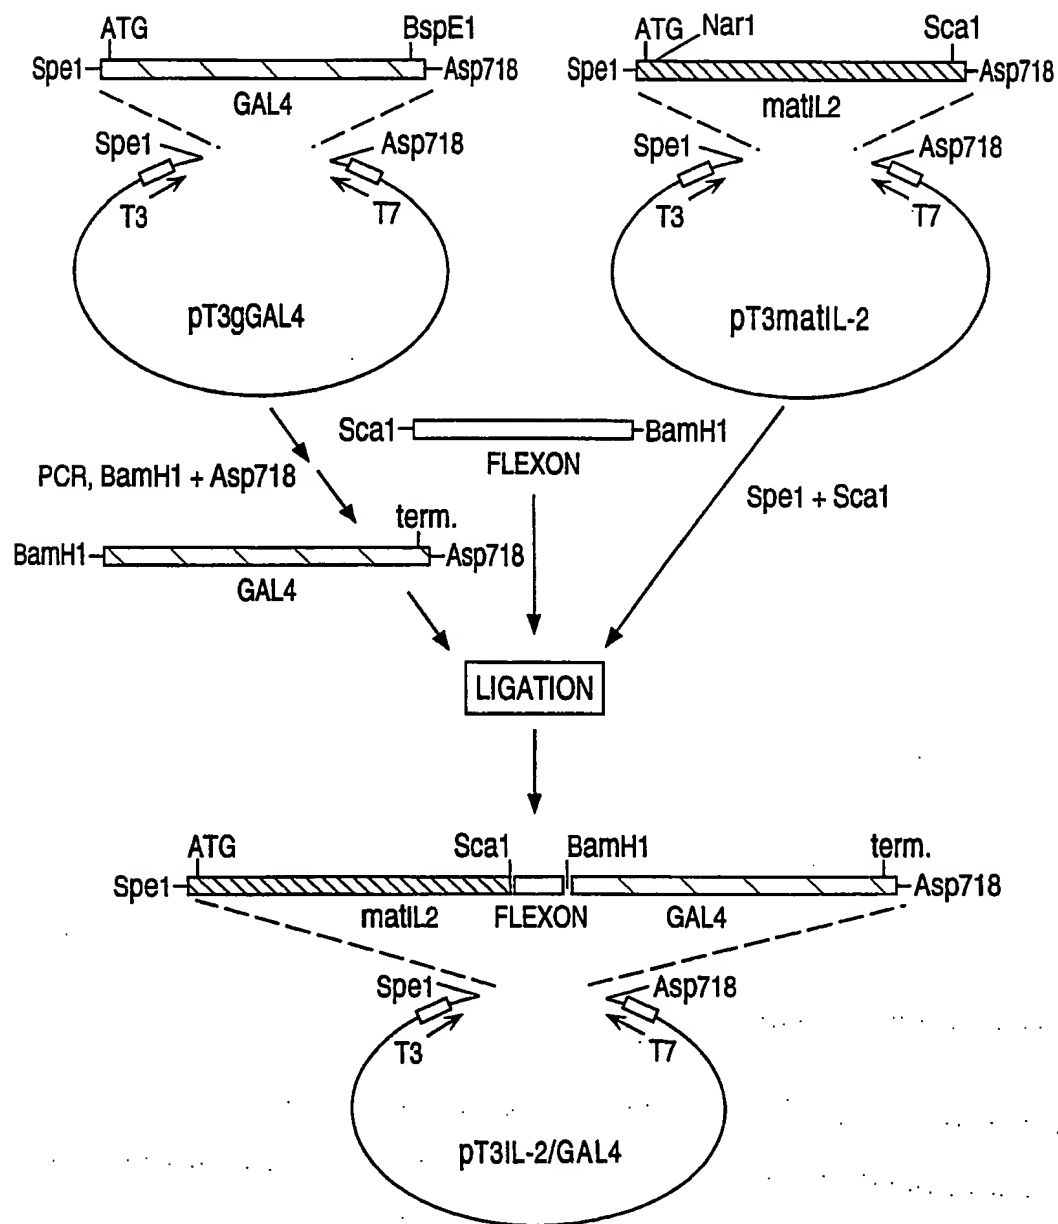 ATG
BspE1
Spe1
Asp718
GAL4
Spe1
Asp718
T3
T7
pT3gGAL4
ATG
Nar1
Sca1
Spe1
Asp718
matIL2
Spe1
Asp718
T3
T7
pT3matIL-2
Sca1
BamH1
FLEXON
PCR, BamH1 + Asp718
Spe1 + Sca1
term.
BamH1
Asp718
GAL4
LIGATION
ATG
Sca1
BamH1
term.
Spe1
Asp718
matIL2
FLEXON
GAL4
Spe1
Asp718
T3
T7
pT3IL-2/GAL4